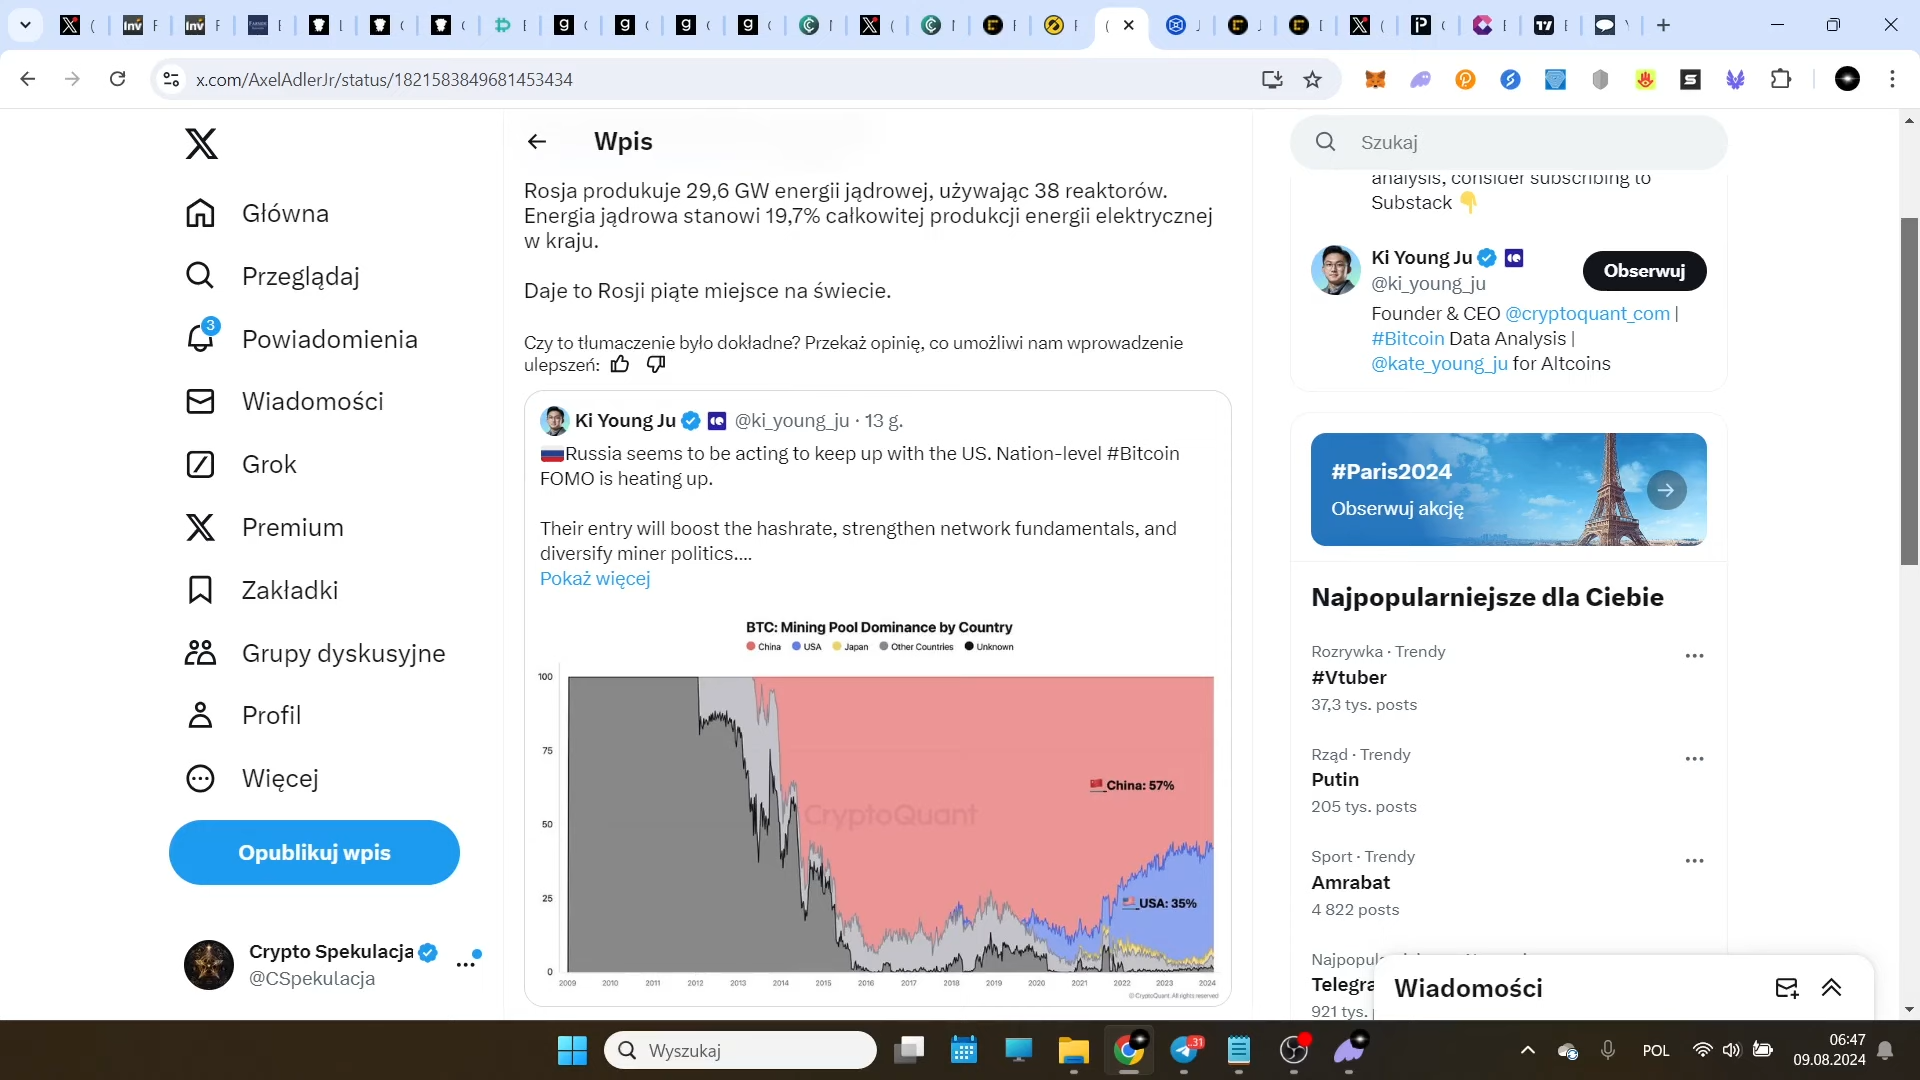 x.com/AxelAdlerJr/status/1821583849681453434
Wpis
Szukaj
Główna
Przeglądaj
3
Powiadomienia
Wiadomości
Grok
Premium
Zakładki
Grupy dyskusyjne
Profil
Więcej
Opublikuj wpis
Crypto Spekulacja
@CSpekulacja
Rosja produkuje 29,6 GW energii jądrowej, używając 38 reaktorów.
Energia jądrowa stanowi 19,7% całkowitej produkcji energii elektrycznej
w kraju.
Daje to Rosji piąte miejsce na świecie.
Czy to tłumaczenie było dokładne? Przekaż opinię, co umożliwi nam wprowadzenie
ulepszeń:
Ki Young Ju @ki_young_ju · 13 g.
Russia seems to be acting to keep up with the US. Nation-level #Bitcoin
FOMO is heating up.
Their entry will boost the hashrate, strengthen network fundamentals, and
diversify miner politics....
Pokaż więcej
BTC: Mining Pool Dominance by Country
China USA Japan Other Countries Unknown
100
75
50
25
0
CryptoQuant
China: 57%
USA: 35%
2009 2010 2011 2012 2013 2014 2015 2016 2017 2018 2019 2020 2021 2022 2023 2024
© CryptoQuant. All rights reserved
analysis, consider subscribing to
Substack
Ki Young Ju
@ki_young_ju
Obserwuj
Founder & CEO @cryptoquant_com |
#Bitcoin Data Analysis |
@kate_young_ju for Altcoins
#Paris2024
Obserwuj akcję
Najpopularniejsze dla Ciebie
Rozrywka · Trendy
#Vtuber
37,3 tys. posts
Rząd · Trendy
Putin
205 tys. posts
Sport · Trendy
Amrabat
4 822 posts
921 tys.
Wiadomości
Wyszukaj
31
POL
06:47
09.08.2024